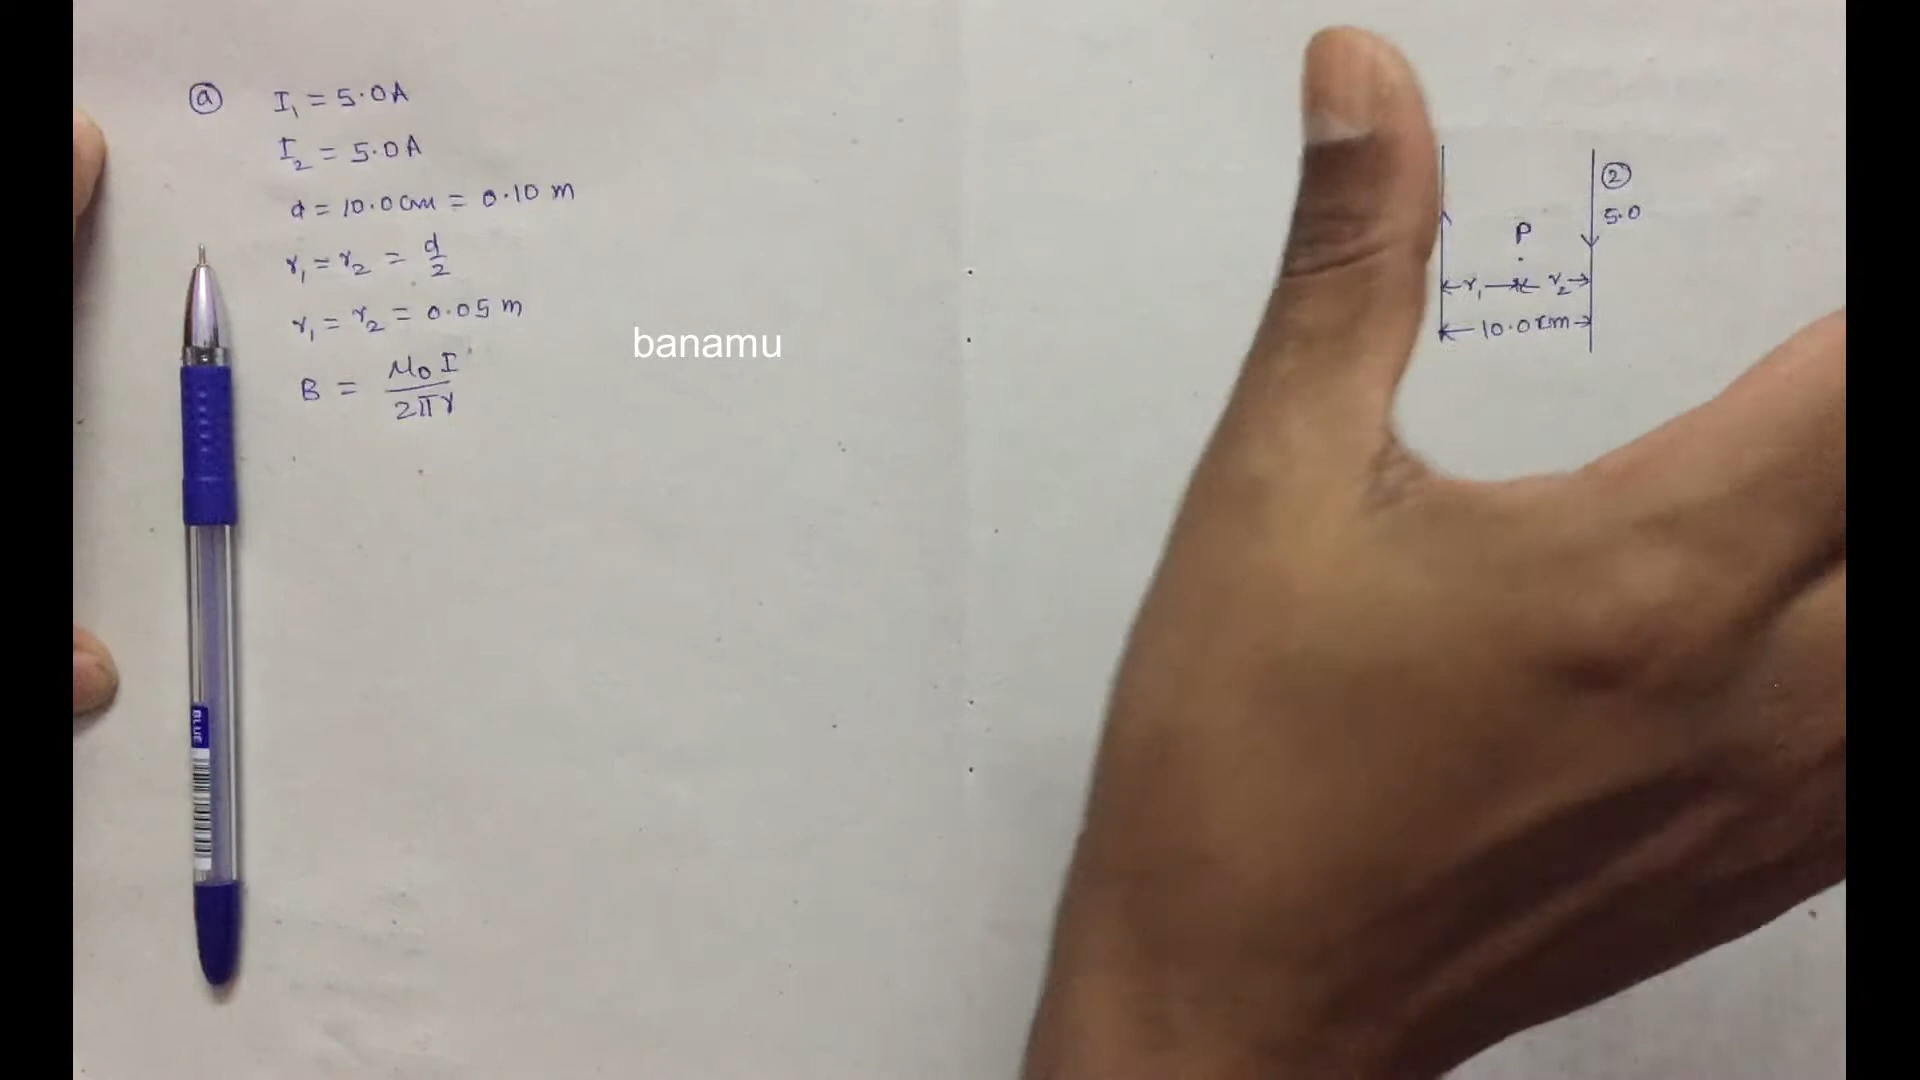 ⓐ I₁ = 5.0A
I₂ = 5.0A
d = 10.0cm = 0.10 m
r₁ = r₂ = d/2
r₁ = r₂ = 0.05 m
B = μ₀I/2πr
banamu
②
5.0
P
r₁ r₂
10.0cm
BLUE